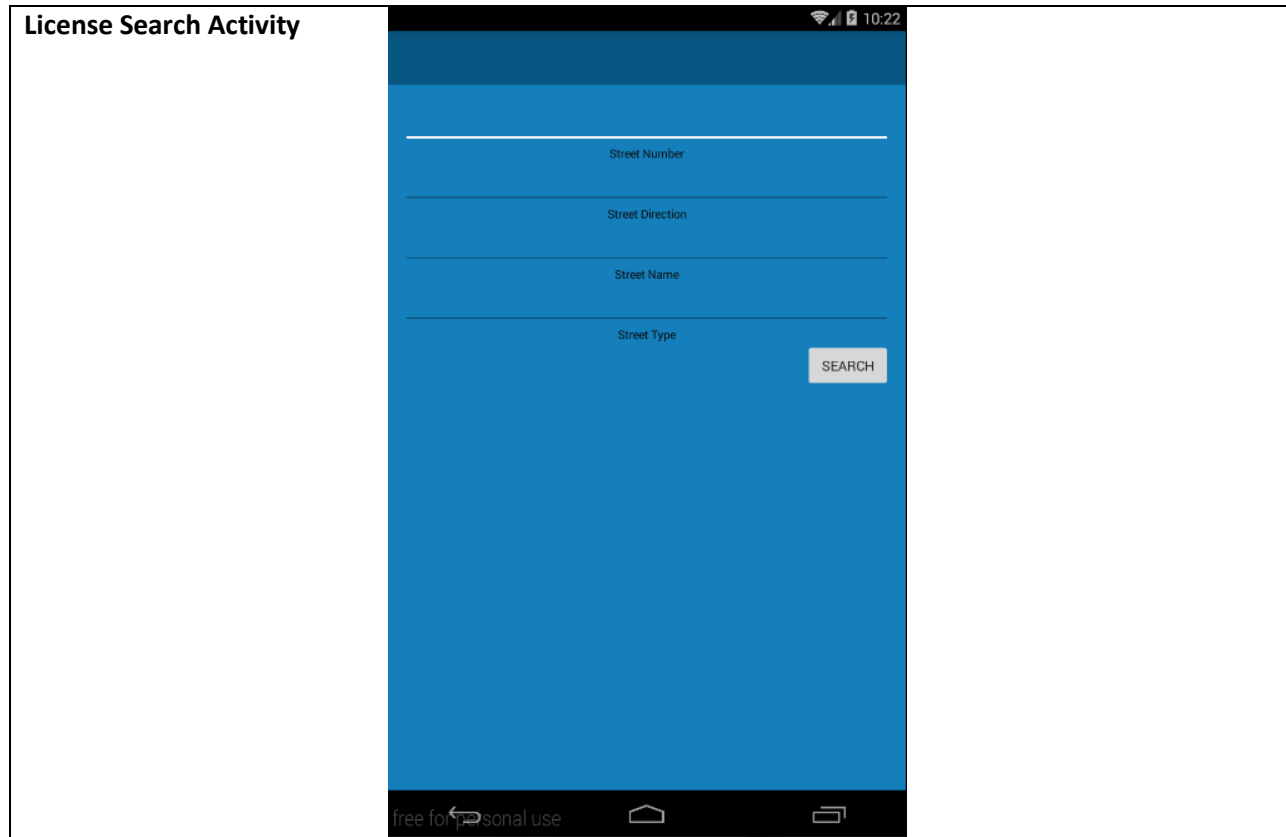 License Search Activity
10:22
Street Number
Street Direction
Street Name
Street Type
SEARCH
free for personal use